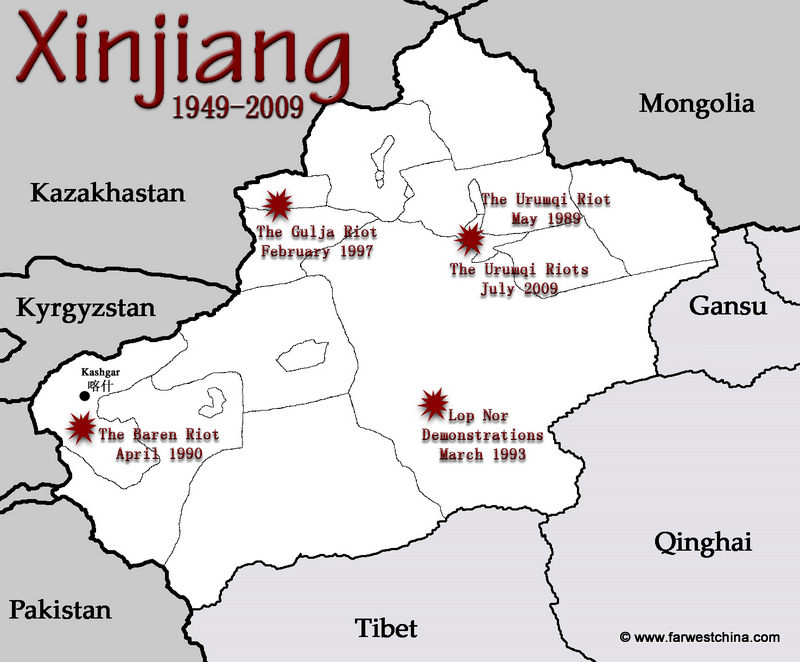 Xinjiang
1949-2009
Mongolia
Kazakhastan
The Urumqi Riot
May 1989
The Gulja Riot
February 1997
The Urumqi Riots
July 2009
Kyrgyzstan
Gansu
Kashgar
喀什
The Baren Riot
April 1990
Lop Nor
Demonstrations
March 1993
Qinghai
Pakistan
Tibet
© www.farwestchina.com